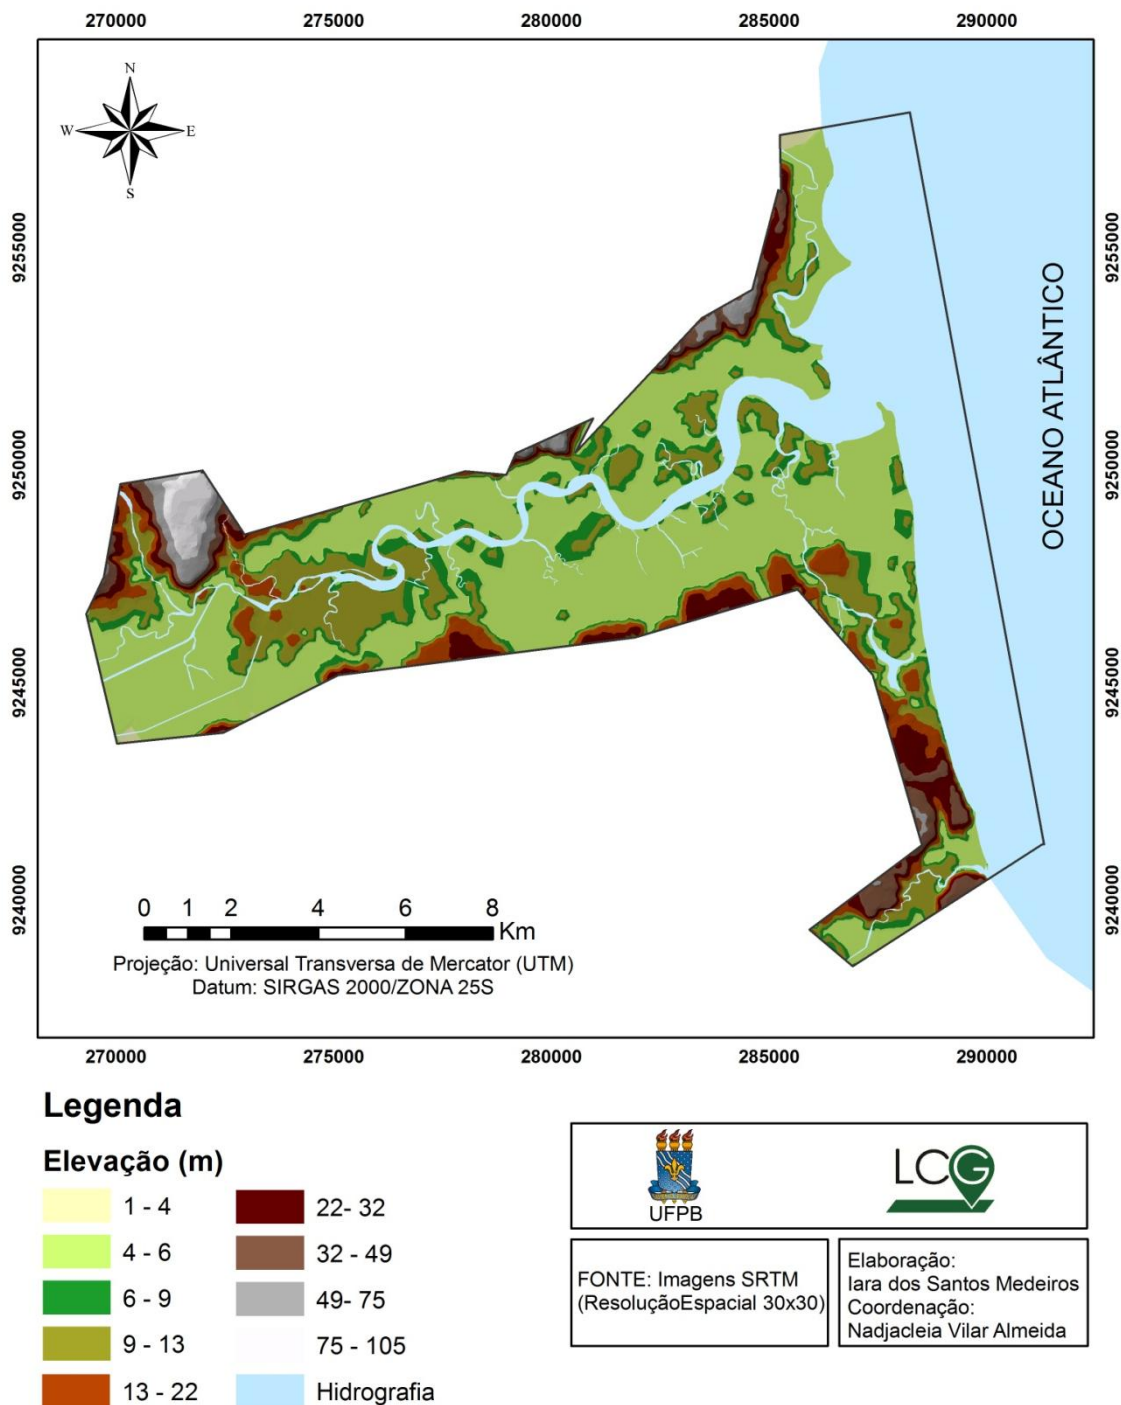 270000 275000 280000 285000 290000
N
W E
S
9255000 9255000
OCEANO ATLÂNTICO
9250000 9250000
9245000 9245000
9240000 9240000
0 1 2 4 6 8
Km
Projeção: Universal Transversa de Mercator (UTM)
Datum: SIRGAS 2000/ZONA 25S
270000 275000 280000 285000 290000
Legenda
Elevação (m)
1 - 4
4 - 6
6 - 9
9 - 13
13 - 22
22- 32
32 - 49
49- 75
75 - 105
Hidrografia
UFPB
LCG
FONTE: Imagens SRTM
(ResoluçãoEspacial 30x30)
Elaboração:
Iara dos Santos Medeiros
Coordenação:
Nadjacleia Vilar Almeida